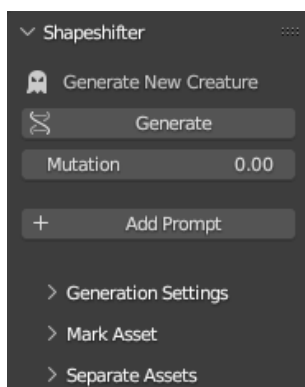 Shapeshifter
Generate New Creature
Generate
Mutation 0.00
Add Prompt
Generation Settings
Mark Asset
Separate Assets